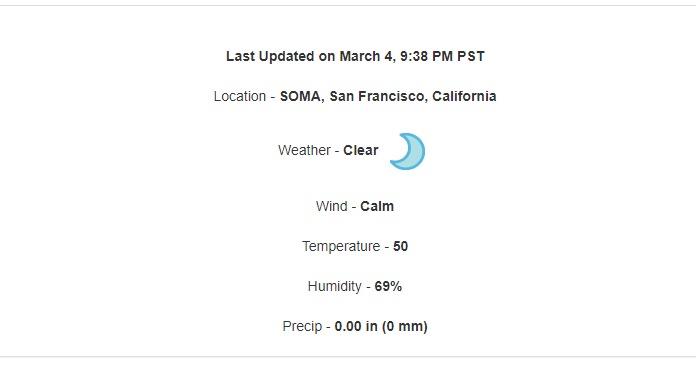 Last Updated on March 4, 9:38 PM PST
Location - SOMA, San Francisco, California
Weather - Clear
Wind - Calm
Temperature - 50
Humidity - 69%
Precip - 0.00 in (0 mm)